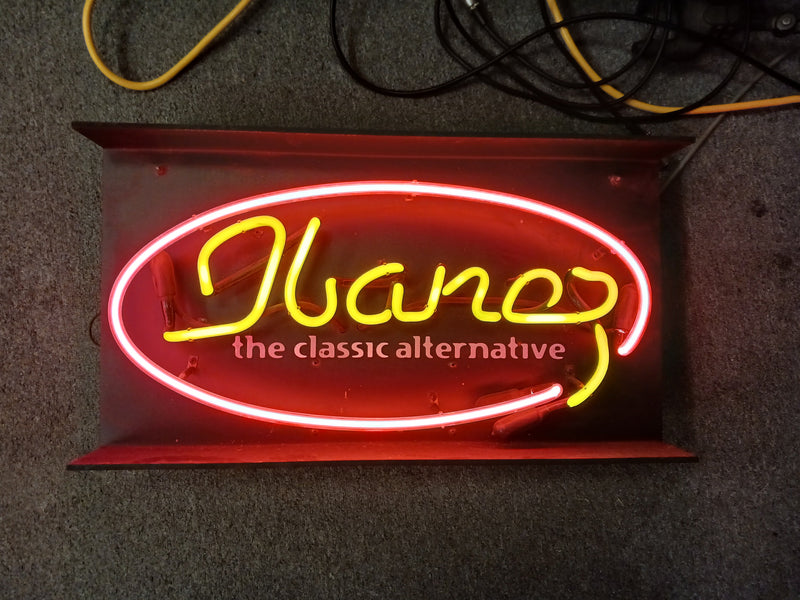 Ibanez
the classic alternative